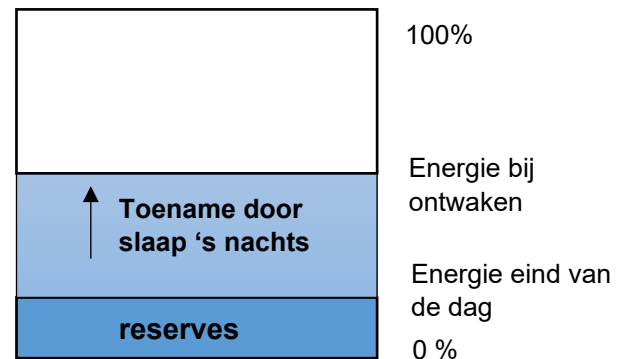 100%
Energie bij
ontwaken
Toename door
slaap ‘s nachts
Energie eind van
de dag
reserves
0 %